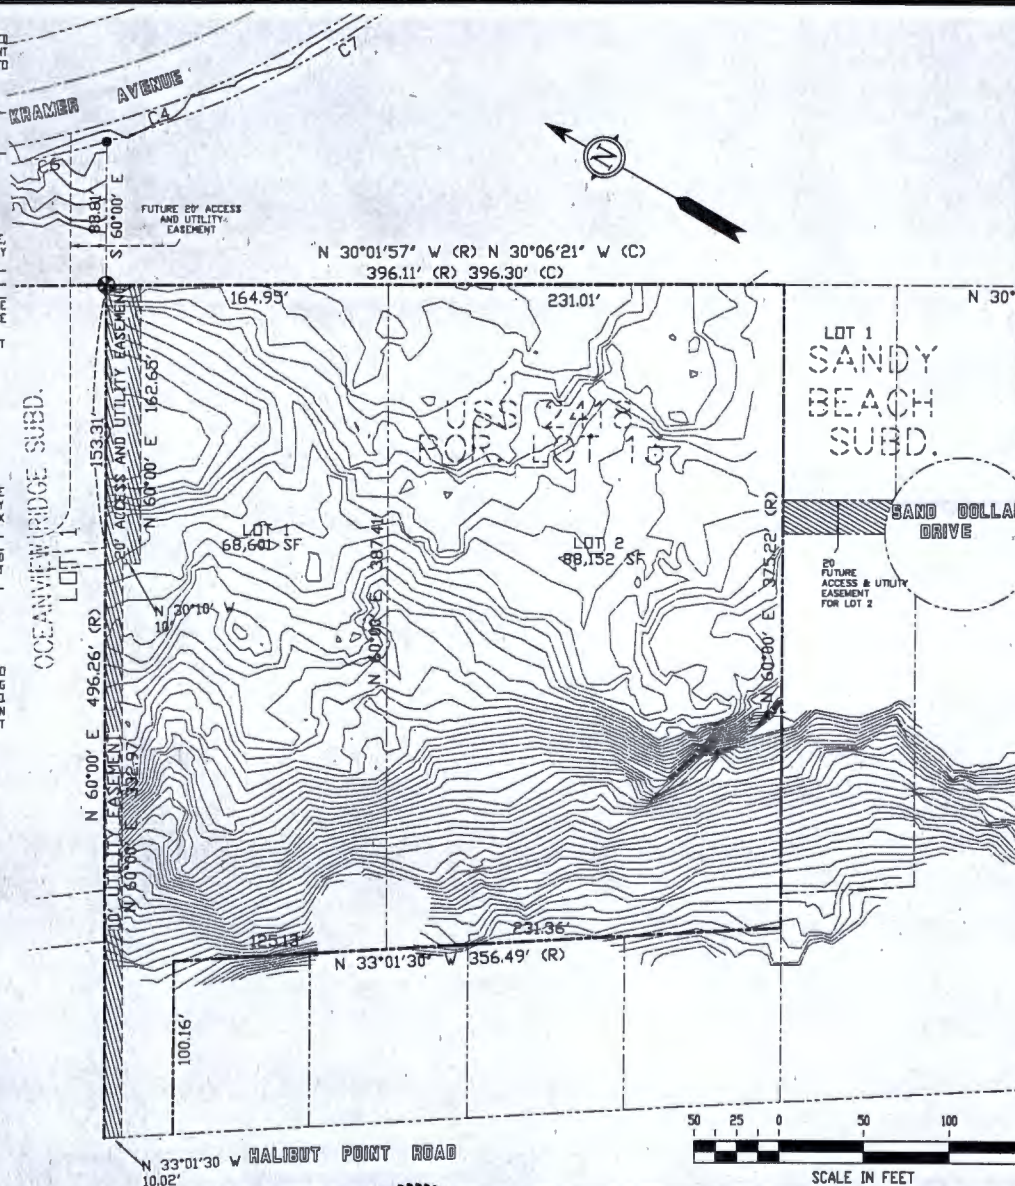 KRAMER AVENUE
C7
C4
C6
88.81'
S 60°00' E
FUTURE 20' ACCESS
AND UTILITY
EASEMENT
N
N 30°01'57" W (R) N 30°06'21" W (C)
396.11' (R) 396.30' (C)
164.95'
231.01'
N 30°
LOT 1
SANDY
BEACH
SUBD.
USS 2418
POR. LOT 16
OCEANVIEW RIDGE SUBD.
LOT 1
153.31'
20' ACCESS AND UTILITY EASEMENT
N 60°00' E 162.65'
LOT 1
68,601 SF
N 60°00' E 387.41'
LOT 2
88,152 SF
N 60°00' E 375.22' (R)
SAND DOLLAR
DRIVE
20
FUTURE
ACCESS & UTILITY
EASEMENT
FOR LOT 2
N 30°10' W
10'
N 60°00' E 496.26' (R)
10' UTILITY EASEMENT
N 60°00' E 332.97'
125.13'
231.36'
N 33°01'30" W 356.49' (R)
100.16'
N 33°01'30 W
10.02'
HALIBUT POINT ROAD
50 25 0 50 100
SCALE IN FEET